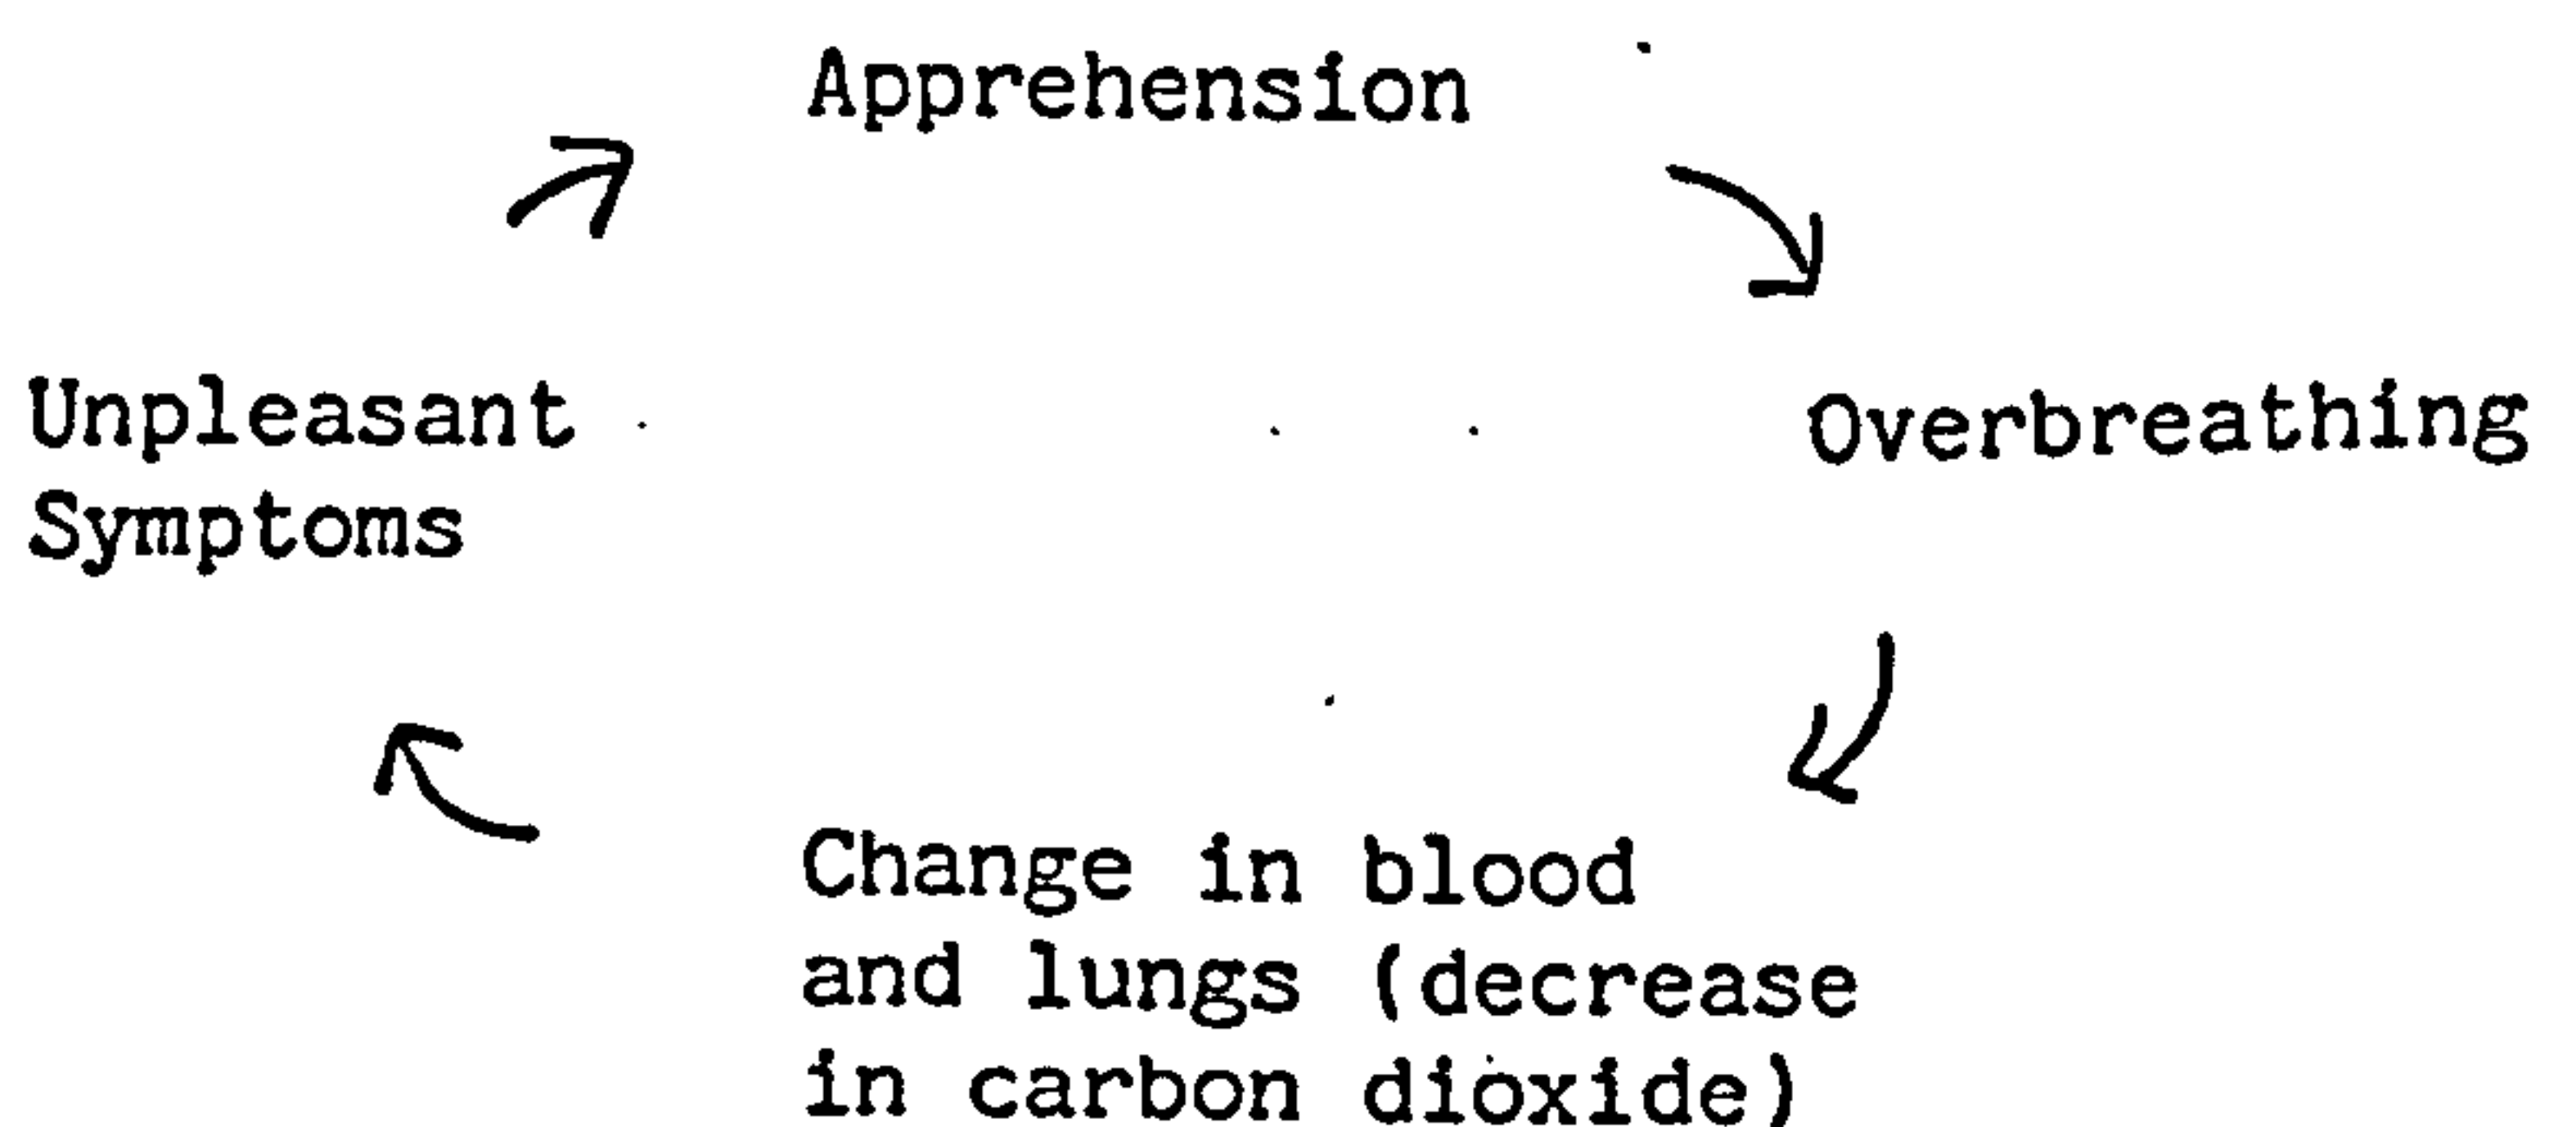 Apprehension
Overbreathing
Change in blood
and lungs (decrease
in carbon dioxide)
Unpleasant
Symptoms